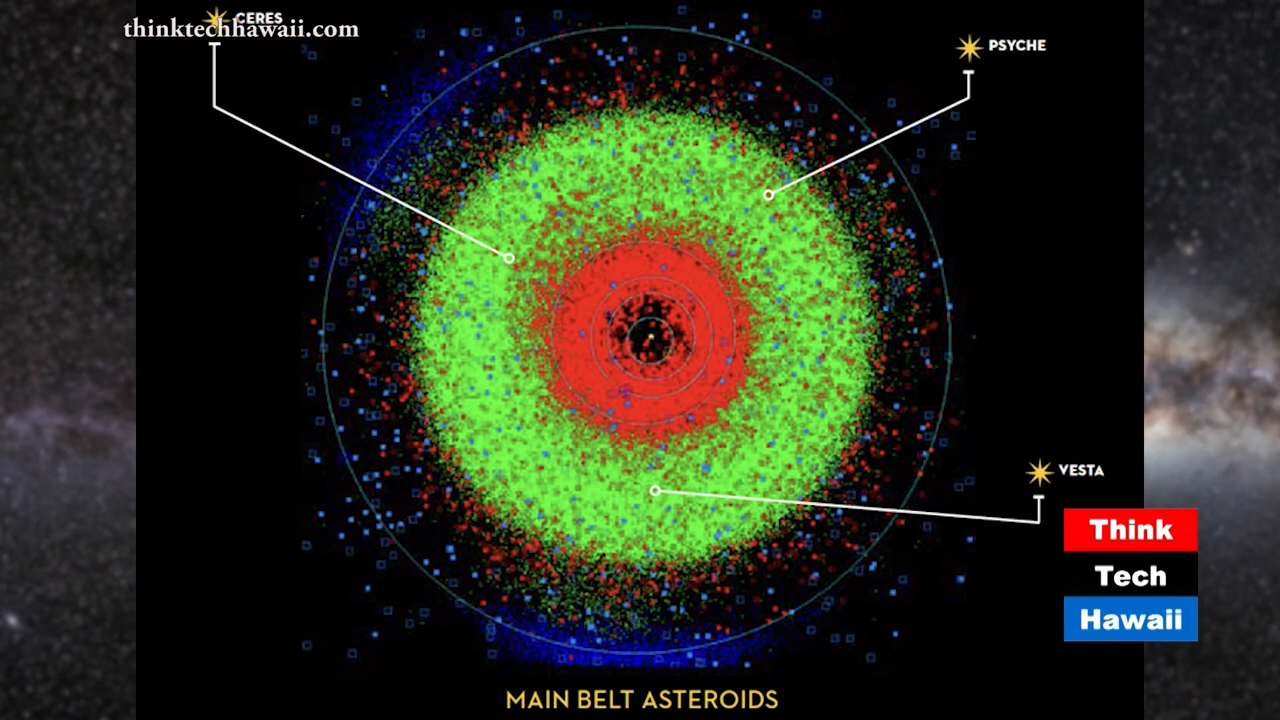 CERES
thinktechhawaii.com
PSYCHE
VESTA
Think
Tech
Hawaii
MAIN BELT ASTEROIDS